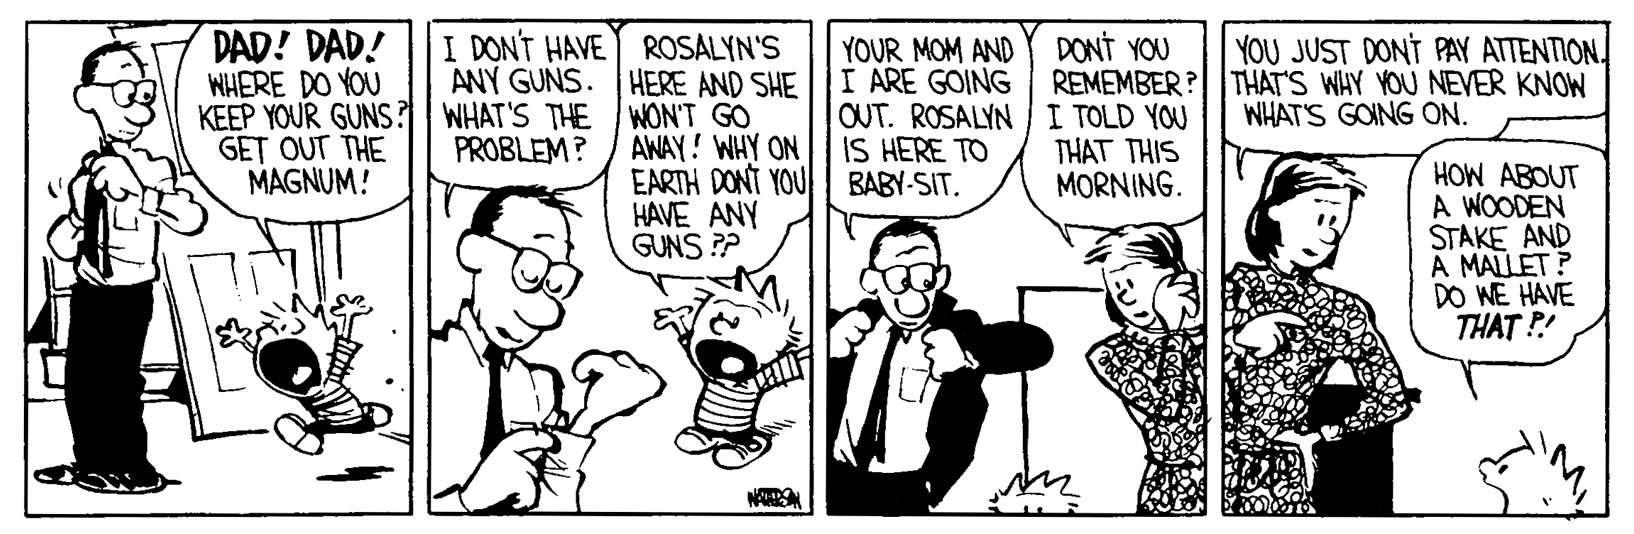 DAD! DAD!
WHERE DO YOU
KEEP YOUR GUNS?
GET OUT THE
MAGNUM!
I DON'T HAVE
ANY GUNS.
WHAT'S THE
PROBLEM?
ROSALYN'S
HERE AND SHE
WON'T GO
AWAY! WHY ON
EARTH DON'T YOU
HAVE ANY
GUNS??
WATTERSON
YOUR MOM AND
I ARE GOING
OUT. ROSALYN
IS HERE TO
BABY-SIT.
DON'T YOU
REMEMBER?
I TOLD YOU
THAT THIS
MORNING.
YOU JUST DON'T PAY ATTENTION.
THAT'S WHY YOU NEVER KNOW
WHAT'S GOING ON.
HOW ABOUT
A WOODEN
STAKE AND
A MALLET?
DO WE HAVE
THAT?!